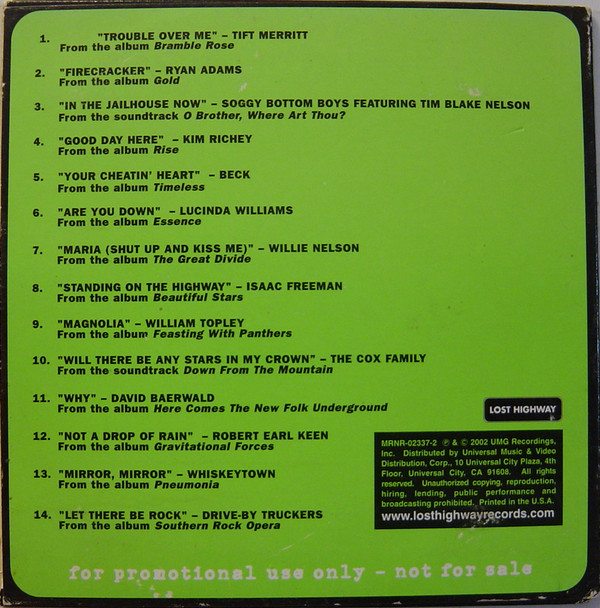 1. "TROUBLE OVER ME" – TIFT MERRITT
From the album Bramble Rose
2. "FIRECRACKER" – RYAN ADAMS
From the album Gold
3. "IN THE JAILHOUSE NOW" – SOGGY BOTTOM BOYS FEATURING TIM BLAKE NELSON
From the soundtrack O Brother, Where Art Thou?
4. "GOOD DAY HERE" – KIM RICHEY
From the album Rise
5. "YOUR CHEATIN' HEART" – BECK
From the album Timeless
6. "ARE YOU DOWN" – LUCINDA WILLIAMS
From the album Essence
7. "MARIA (SHUT UP AND KISS ME)" – WILLIE NELSON
From the album The Great Divide
8. "STANDING ON THE HIGHWAY" – ISAAC FREEMAN
From the album Beautiful Stars
9. "MAGNOLIA" – WILLIAM TOPLEY
From the album Feasting With Panthers
10. "WILL THERE BE ANY STARS IN MY CROWN" – THE COX FAMILY
From the soundtrack Down From The Mountain
11. "WHY" – DAVID BAERWALD
From the album Here Comes The New Folk Underground
12. "NOT A DROP OF RAIN" – ROBERT EARL KEEN
From the album Gravitational Forces
13. "MIRROR, MIRROR" – WHISKEYTOWN
From the album Pneumonia
14. "LET THERE BE ROCK" – DRIVE-BY TRUCKERS
From the album Southern Rock Opera
LOST HIGHWAY
MRNR-02337-2 ℗ & © 2002 UMG Recordings,
Inc. Distributed by Universal Music & Video
Distribution, Corp., 10 Universal City Plaza, 4th
Floor, Universal City, CA 91608. All rights
reserved. Unauthorized copying, reproduction,
hiring, lending, public performance and
broadcasting prohibited. Printed in the U.S.A.
www.losthighwayrecords.com
for promotional use only – not for sale